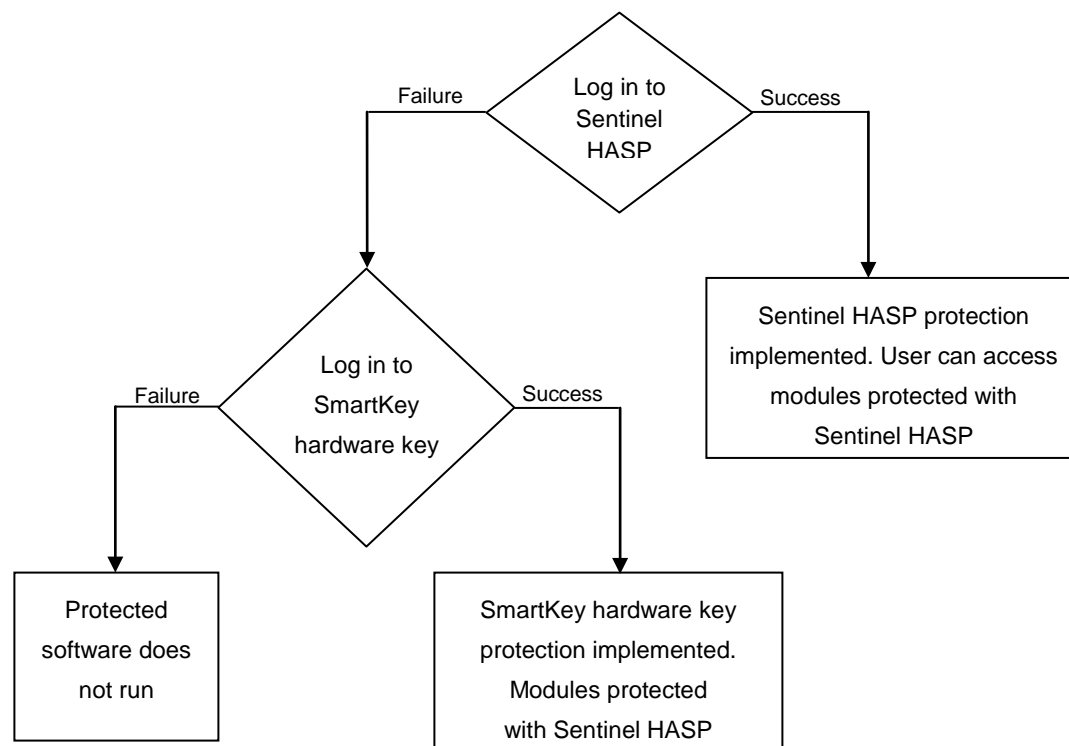 Log in to
Sentinel
HASP
Failure
Success
Sentinel HASP protection
implemented. User can access
modules protected with
Sentinel HASP
Log in to
SmartKey
hardware key
Failure
Success
Protected
software does
not run
SmartKey hardware key
protection implemented.
Modules protected
with Sentinel HASP